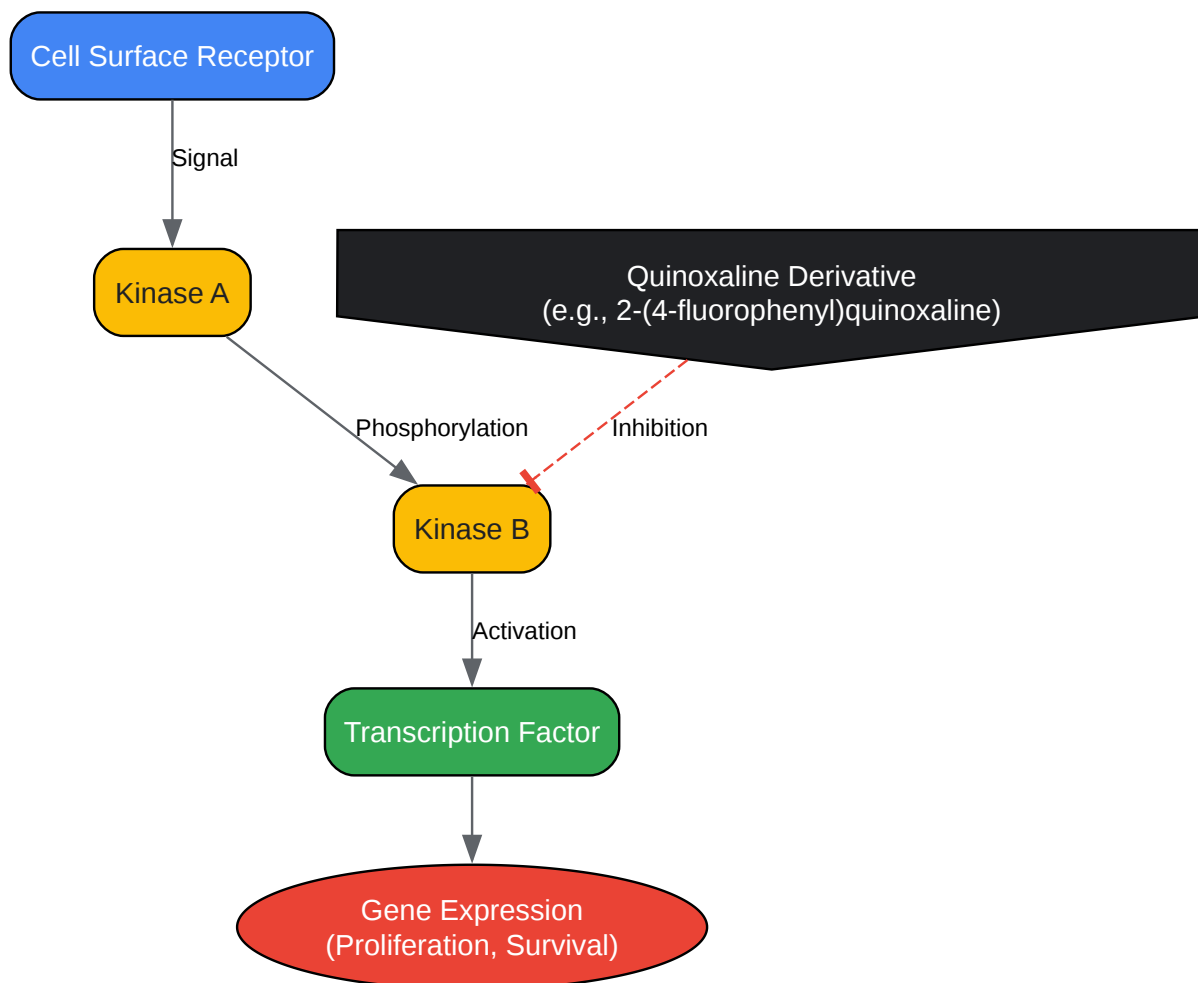 Cell Surface Receptor
Signal
Kinase A
Quinoxaline Derivative
(e.g., 2-(4-fluorophenyl)quinoxaline)
Phosphorylation
Inhibition
Kinase B
Activation
Transcription Factor
Gene Expression
(Proliferation, Survival)